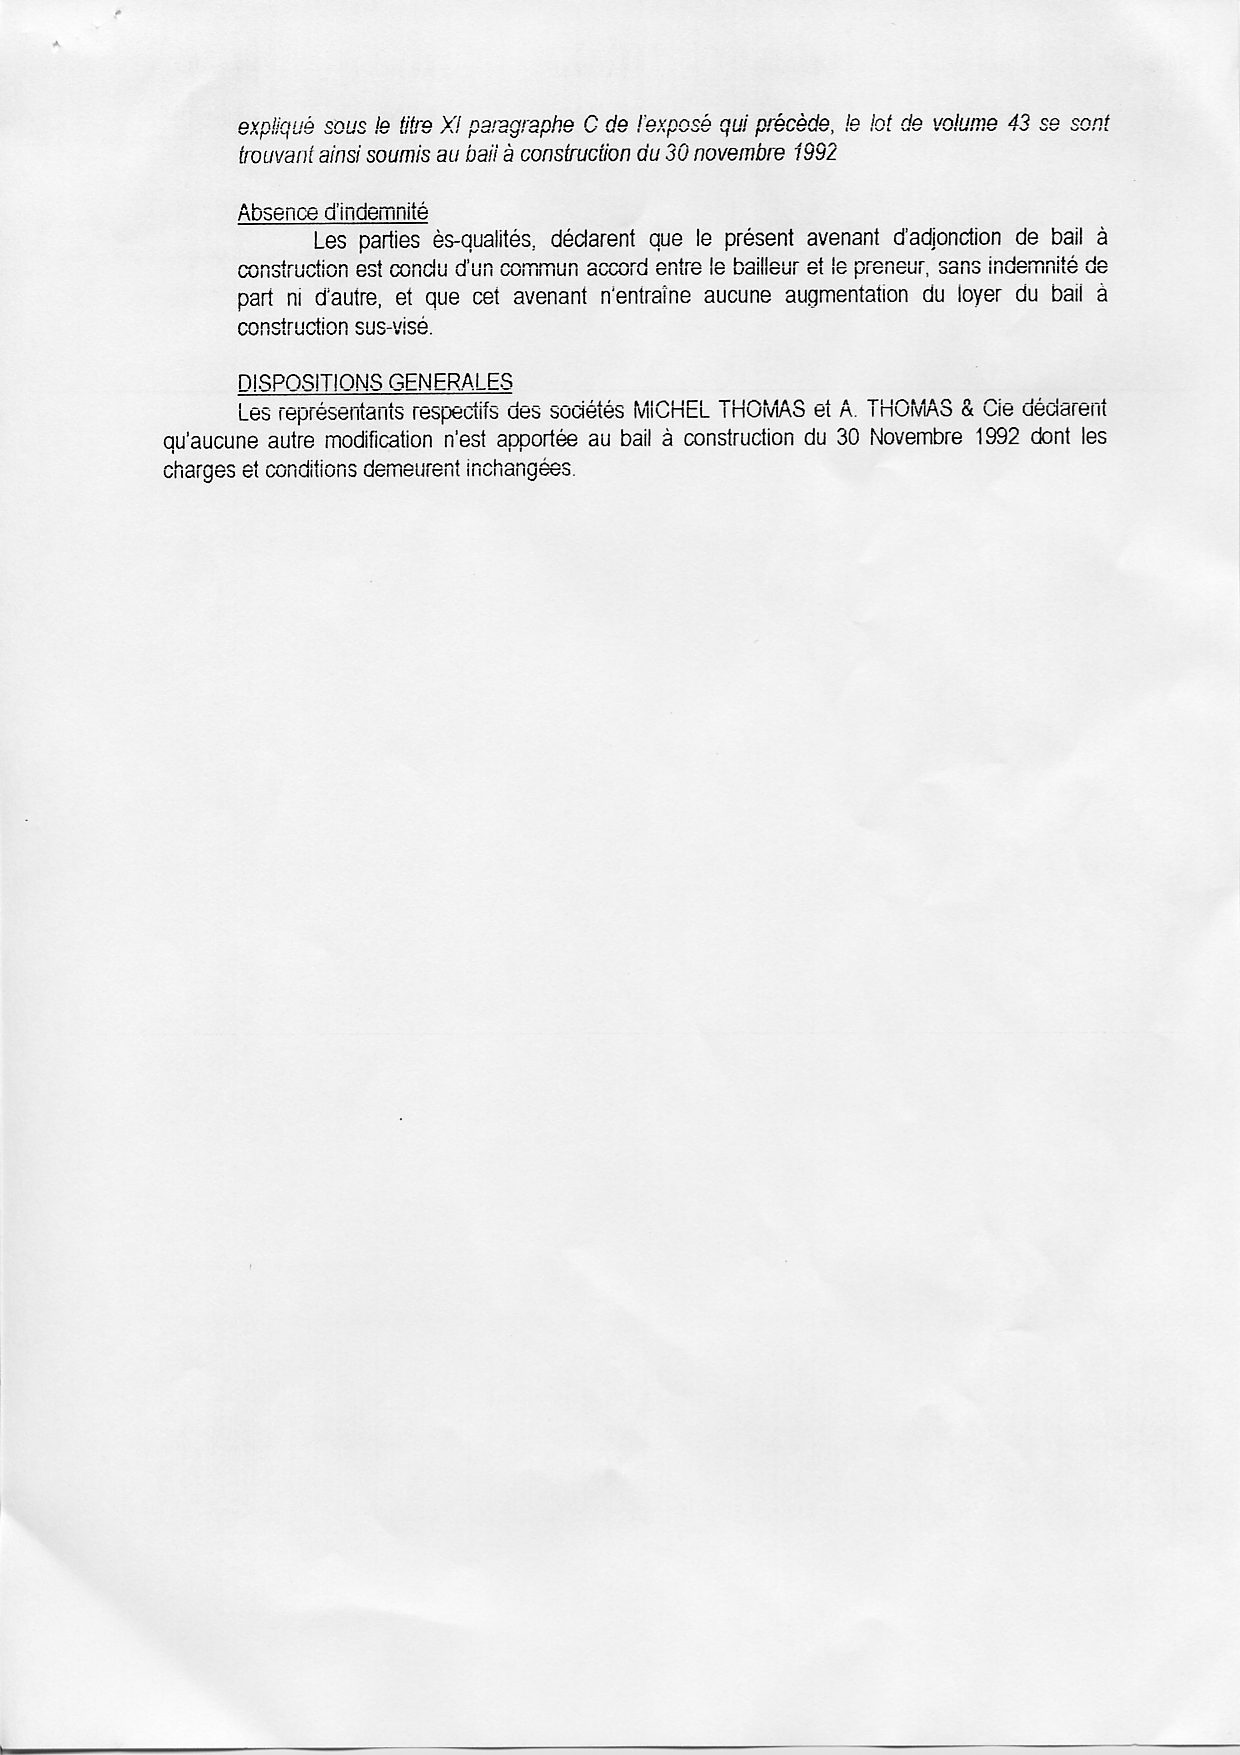 expliqué sous le titre XI paragraphe C de l'exposé qui précède, le lot de volume 43 se sont
trouvant ainsi soumis au bail à construction du 30 novembre 1992
Absence d'indemnité
Les parties ès-qualités, déclarent que le présent avenant d'adjonction de bail à
construction est conclu d'un commun accord entre le bailleur et le preneur, sans indemnité de
part ni d'autre, et que cet avenant n'entraîne aucune augmentation du loyer du bail à
construction sus-visé.
DISPOSITIONS GENERALES
Les représentants respectifs des sociétés MICHEL THOMAS et A. THOMAS & Cie déclarent
qu'aucune autre modification n'est apportée au bail à construction du 30 Novembre 1992 dont les
charges et conditions demeurent inchangées.